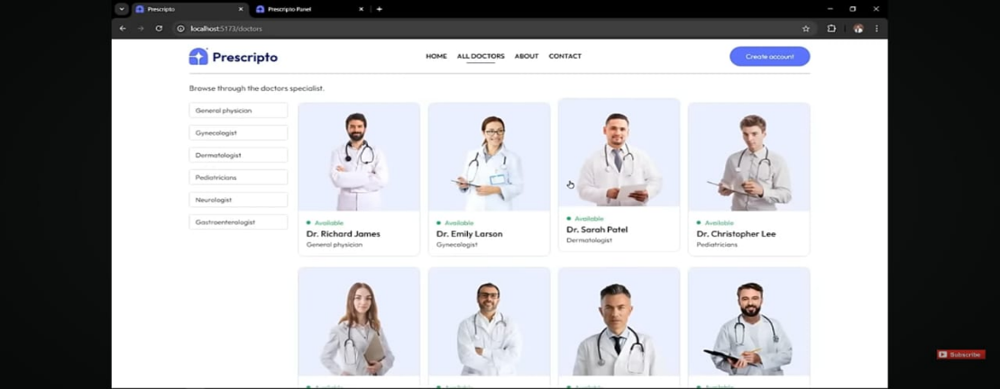 Prescripto
Prescripto Panel
localhost:5173/doctors
Prescripto
HOME ALL DOCTORS ABOUT CONTACT
Create account
Browse through the doctors specialist.
General physician
Gynecologist
Dermatologist
Pediatricians
Neurologist
Gastroenterologist
Available
Dr. Richard James
General physician
Available
Dr. Emily Larson
Gynecologist
Available
Dr. Sarah Patel
Dermatologist
Available
Dr. Christopher Lee
Pediatricians
Subscribe